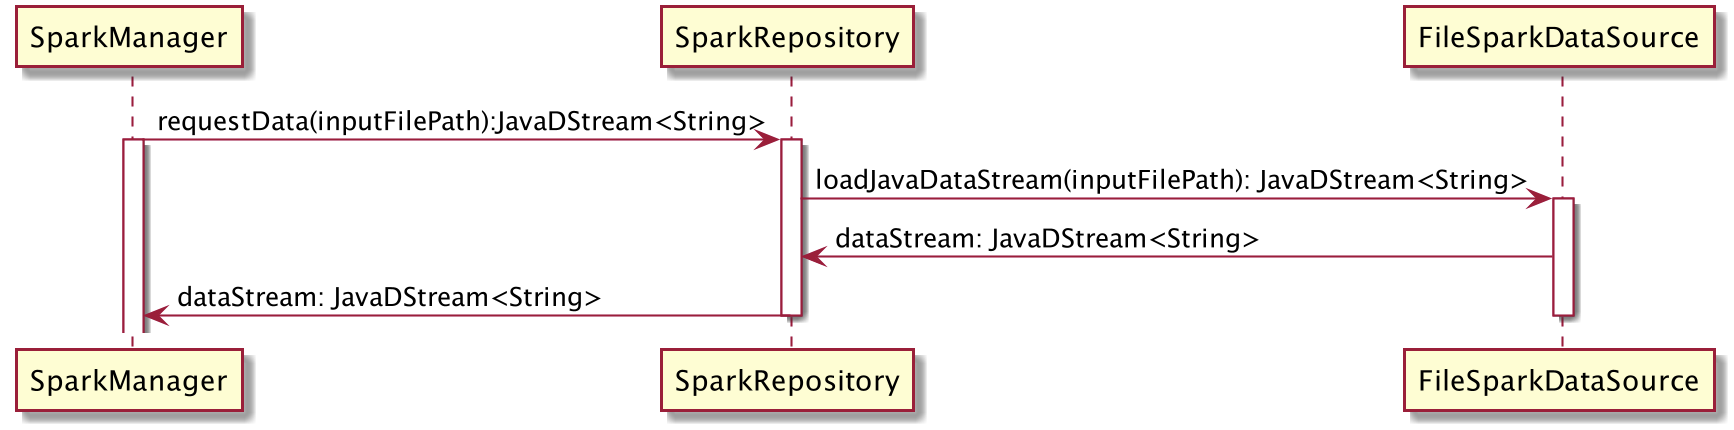 SparkManager
SparkRepository
FileSparkDataSource
requestData(inputFilePath):JavaDStream<String>
loadJavaDataStream(inputFilePath): JavaDStream<String>
dataStream: JavaDStream<String>
dataStream: JavaDStream<String>
SparkManager
SparkRepository
FileSparkDataSource